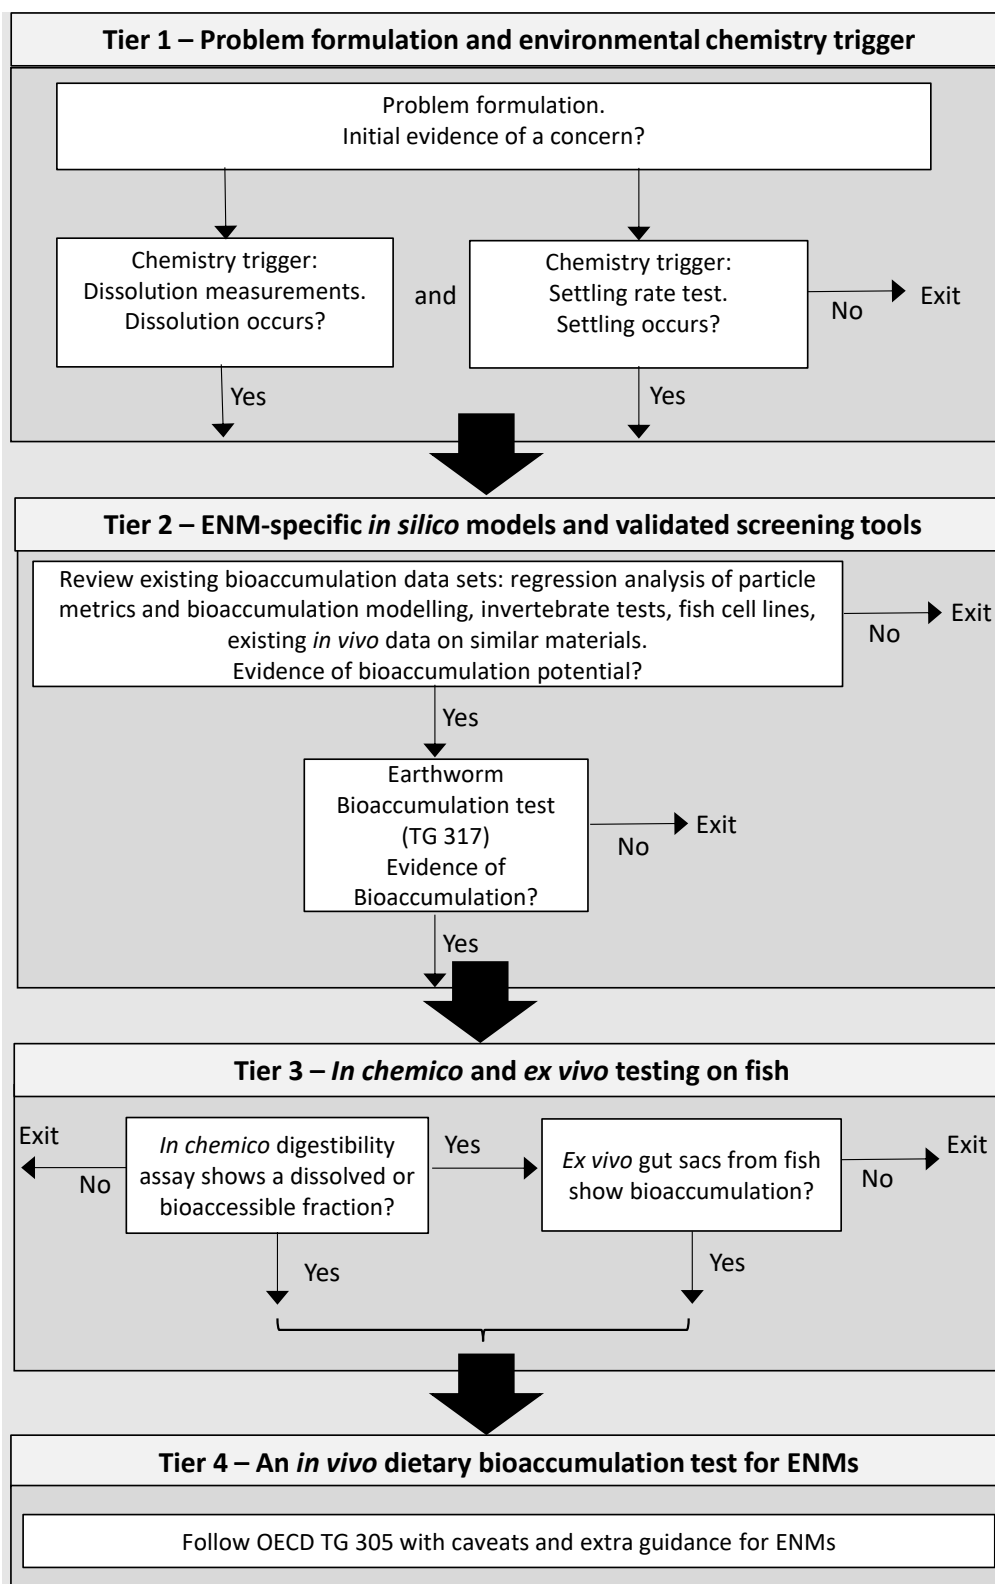 Tier 1 – Problem formulation and environmental chemistry trigger
Problem formulation.
Initial evidence of a concern?
Chemistry trigger:
Dissolution measurements.
Dissolution occurs?
and
Chemistry trigger:
Settling rate test.
Settling occurs?
No
Exit
Yes
Yes
Tier 2 – ENM-specific in silico models and validated screening tools
Review existing bioaccumulation data sets: regression analysis of particle
metrics and bioaccumulation modelling, invertebrate tests, fish cell lines,
existing in vivo data on similar materials.
Evidence of bioaccumulation potential?
No
Exit
Yes
Earthworm
Bioaccumulation test
(TG 317)
Evidence of
Bioaccumulation?
No
Exit
Yes
Tier 3 – In chemico and ex vivo testing on fish
Exit
No
In chemico digestibility
assay shows a dissolved or
bioaccessible fraction?
Yes
Ex vivo gut sacs from fish
show bioaccumulation?
No
Exit
Yes
Yes
Tier 4 – An in vivo dietary bioaccumulation test for ENMs
Follow OECD TG 305 with caveats and extra guidance for ENMs